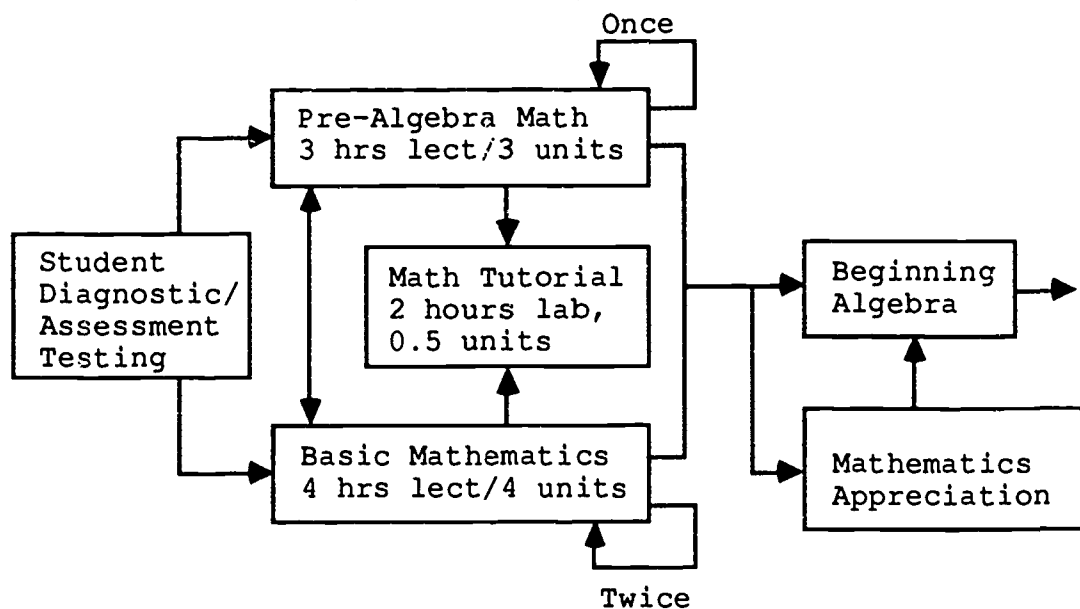 Once
Pre-Algebra Math
3 hrs lect/3 units
Student
Diagnostic/
Assessment
Testing
Math Tutorial
2 hours lab,
0.5 units
Beginning
Algebra
Basic Mathematics
4 hrs lect/4 units
Mathematics
Appreciation
Twice